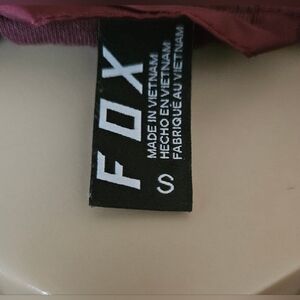 FOX
MADE IN VIETNAM
HECHO EN VIETNAM
FABRIQUÉ AU VIETNAM
S